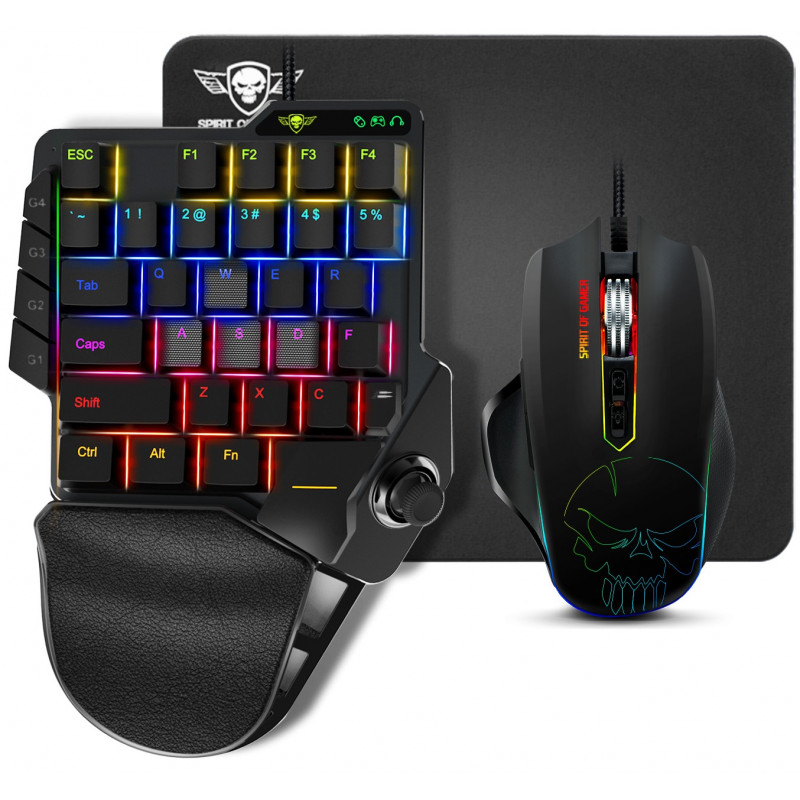 SPIRIT OF
ESC F1 F2 F3 F4
` ~ 1 ! 2 @ 3 # 4 $ 5 %
G4
G3
Tab Q W E R
G2
Caps A S D F
G1
Shift Z X C
Ctrl Alt Fn
SPIRIT OF GAMER